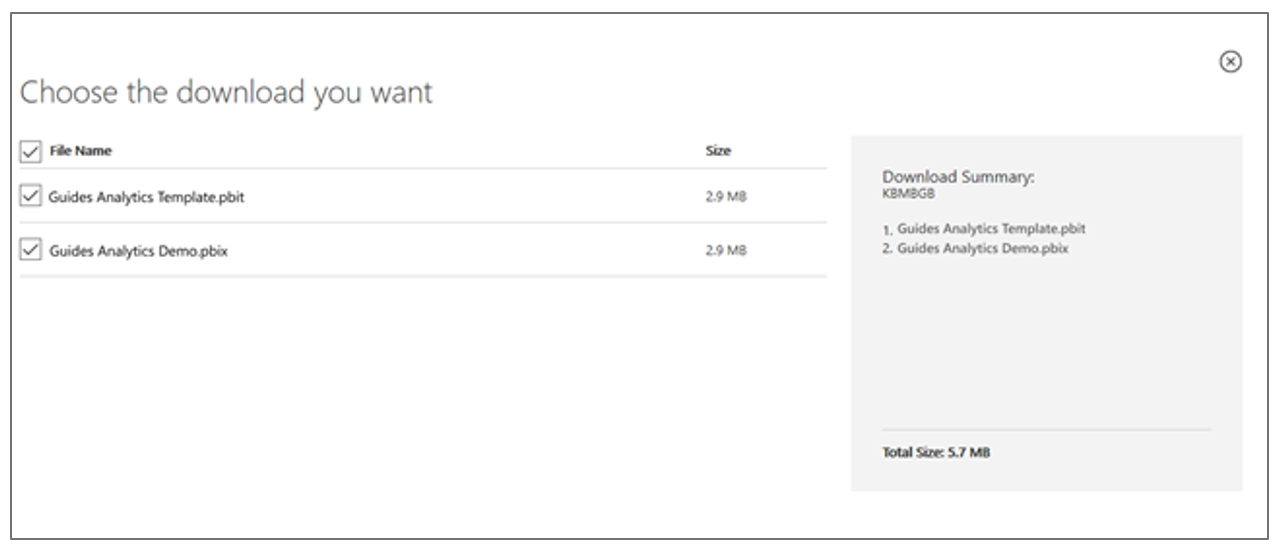 Choose the download you want
File Name Size
Guides Analytics Template.pbit 2.9 MB
Guides Analytics Demo.pbix 2.9 MB
Download Summary:
KBMBGB
1. Guides Analytics Template.pbit
2. Guides Analytics Demo.pbix
Total Size: 5.7 MB